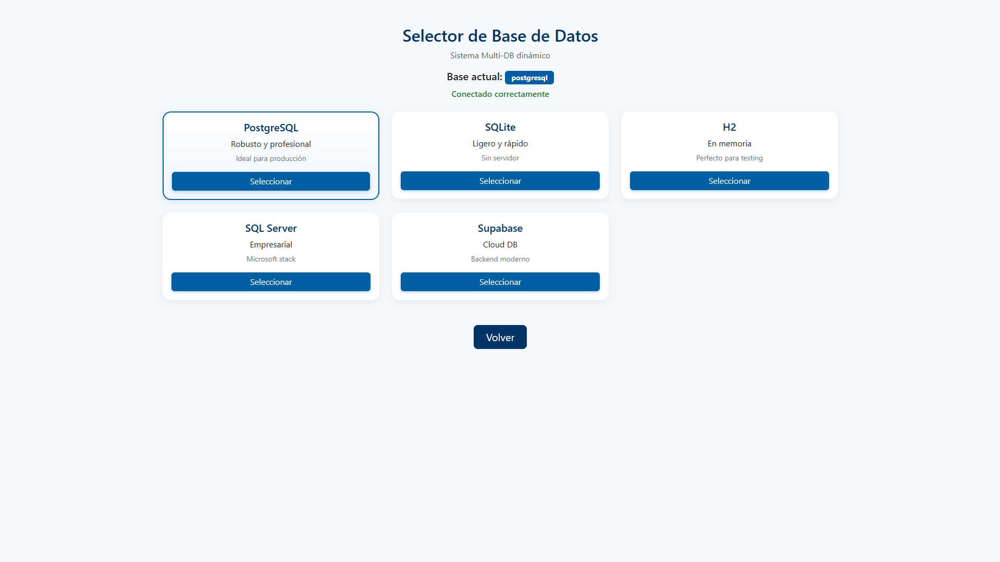 Selector de Base de Datos
Sistema Multi-DB dinámico
Base actual: postgresql
Conectado correctamente
PostgreSQL
Robusto y profesional
Ideal para producción
Seleccionar
SQLite
Ligero y rápido
Sin servidor
Seleccionar
H2
En memoria
Perfecto para testing
Seleccionar
SQL Server
Empresarial
Microsoft stack
Seleccionar
Supabase
Cloud DB
Backend moderno
Seleccionar
Volver